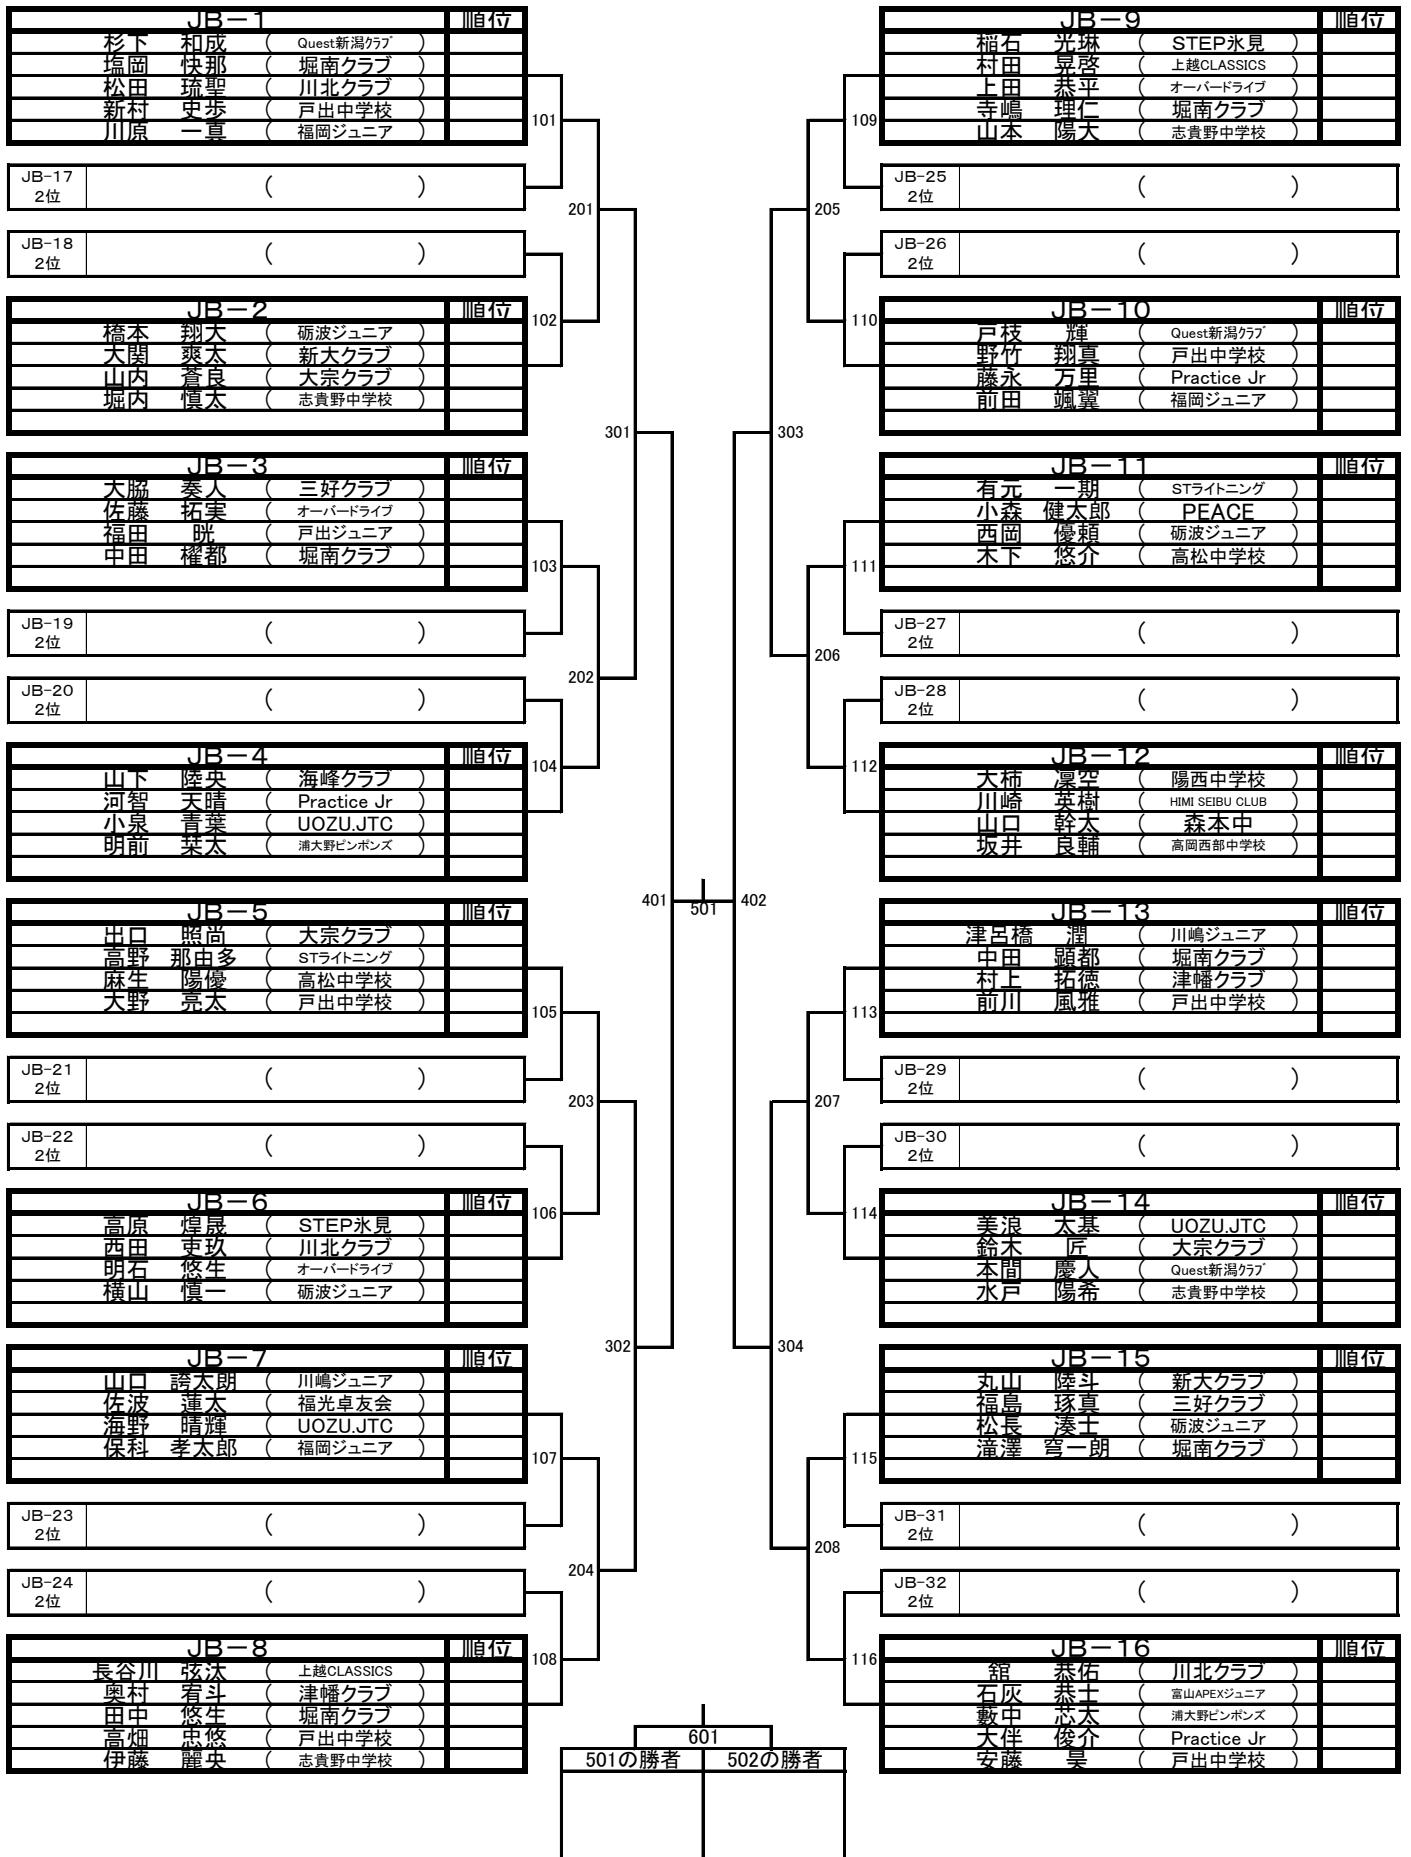 JB－1 順位
杉下 和成 （ Quest新潟ｸﾗﾌﾞ ）
塩岡 快那 （ 堀南クラブ ）
松田 琉聖 （ 川北クラブ ）
新村 史歩 （ 戸出中学校 ）
川原 一真 （ 福岡ジュニア ）
101
JB-17 2位 （ ）
201
JB-18 2位 （ ）
102
JB－2 順位
橋本 翔大 （ 砺波ジュニア ）
大関 爽太 （ 新大クラブ ）
山内 蒼良 （ 大宗クラブ ）
堀内 慎太 （ 志貴野中学校 ）
301
JB－3 順位
大脇 奏人 （ 三好クラブ ）
佐藤 拓実 （ オーバードライブ ）
福田 晄 （ 戸出ジュニア ）
中田 櫂都 （ 堀南クラブ ）
103
JB-19 2位 （ ）
202
JB-20 2位 （ ）
104
JB－4 順位
山下 陸央 （ 海峰クラブ ）
河智 天晴 （ Practice Jr ）
小泉 青葉 （ UOZU.JTC ）
明前 栞太 （ 浦大野ピンポンズ ）
401
501
JB－5 順位
出口 照尚 （ 大宗クラブ ）
高野 那由多 （ STライトニング ）
麻生 陽優 （ 高松中学校 ）
大野 亮太 （ 戸出中学校 ）
105
JB-21 2位 （ ）
203
JB-22 2位 （ ）
106
JB－6 順位
高原 煌晟 （ STEP氷見 ）
西田 吏玖 （ 川北クラブ ）
明石 悠生 （ オーバードライブ ）
横山 慎一 （ 砺波ジュニア ）
302
JB－7 順位
山口 誇太朗 （ 川嶋ジュニア ）
佐波 蓮太 （ 福光卓友会 ）
海野 晴輝 （ UOZU.JTC ）
保科 孝太郎 （ 福岡ジュニア ）
107
JB-23 2位 （ ）
204
JB-24 2位 （ ）
108
JB－8 順位
長谷川 弦汰 （ 上越CLASSICS ）
奥村 宥斗 （ 津幡クラブ ）
田中 悠生 （ 堀南クラブ ）
高畑 忠悠 （ 戸出中学校 ）
伊藤 麗央 （ 志貴野中学校 ）
JB－9 順位
稲石 光琳 （ STEP氷見 ）
村田 晃啓 （ 上越CLASSICS ）
上田 恭平 （ オーバードライブ ）
寺嶋 理仁 （ 堀南クラブ ）
山本 陽大 （ 志貴野中学校 ）
109
JB-25 2位 （ ）
205
JB-26 2位 （ ）
110
JB－10 順位
戸枝 輝 （ Quest新潟ｸﾗﾌﾞ ）
野竹 翔真 （ 戸出中学校 ）
藤永 万里 （ Practice Jr ）
前田 颯翼 （ 福岡ジュニア ）
303
JB－11 順位
有元 一期 （ STライトニング ）
小森 健太郎 （ PEACE ）
西岡 優頼 （ 砺波ジュニア ）
木下 悠介 （ 高松中学校 ）
111
JB-27 2位 （ ）
206
JB-28 2位 （ ）
112
JB－12 順位
大柿 凜空 （ 陽西中学校 ）
川崎 英樹 （ HIMI SEIBU CLUB ）
山口 幹太 （ 森本中 ）
坂井 良輔 （ 高岡西部中学校 ）
402
JB－13 順位
津呂橋 潤 （ 川嶋ジュニア ）
中田 顕都 （ 堀南クラブ ）
村上 拓徳 （ 津幡クラブ ）
前川 風雅 （ 戸出中学校 ）
113
JB-29 2位 （ ）
207
JB-30 2位 （ ）
114
JB－14 順位
美浪 太基 （ UOZU.JTC ）
鈴木 匠 （ 大宗クラブ ）
本間 慶人 （ Quest新潟ｸﾗﾌﾞ ）
水戸 陽希 （ 志貴野中学校 ）
304
JB－15 順位
丸山 陸斗 （ 新大クラブ ）
福島 琢真 （ 三好クラブ ）
松長 湊士 （ 砺波ジュニア ）
滝澤 穹一朗 （ 堀南クラブ ）
115
JB-31 2位 （ ）
208
JB-32 2位 （ ）
116
JB－16 順位
舘 恭佑 （ 川北クラブ ）
石灰 恭士 （ 富山APEXジュニア ）
藪中 芯太 （ 浦大野ピンポンズ ）
大伴 俊介 （ Practice Jr ）
安藤 昊 （ 戸出中学校 ）
601
501の勝者 502の勝者